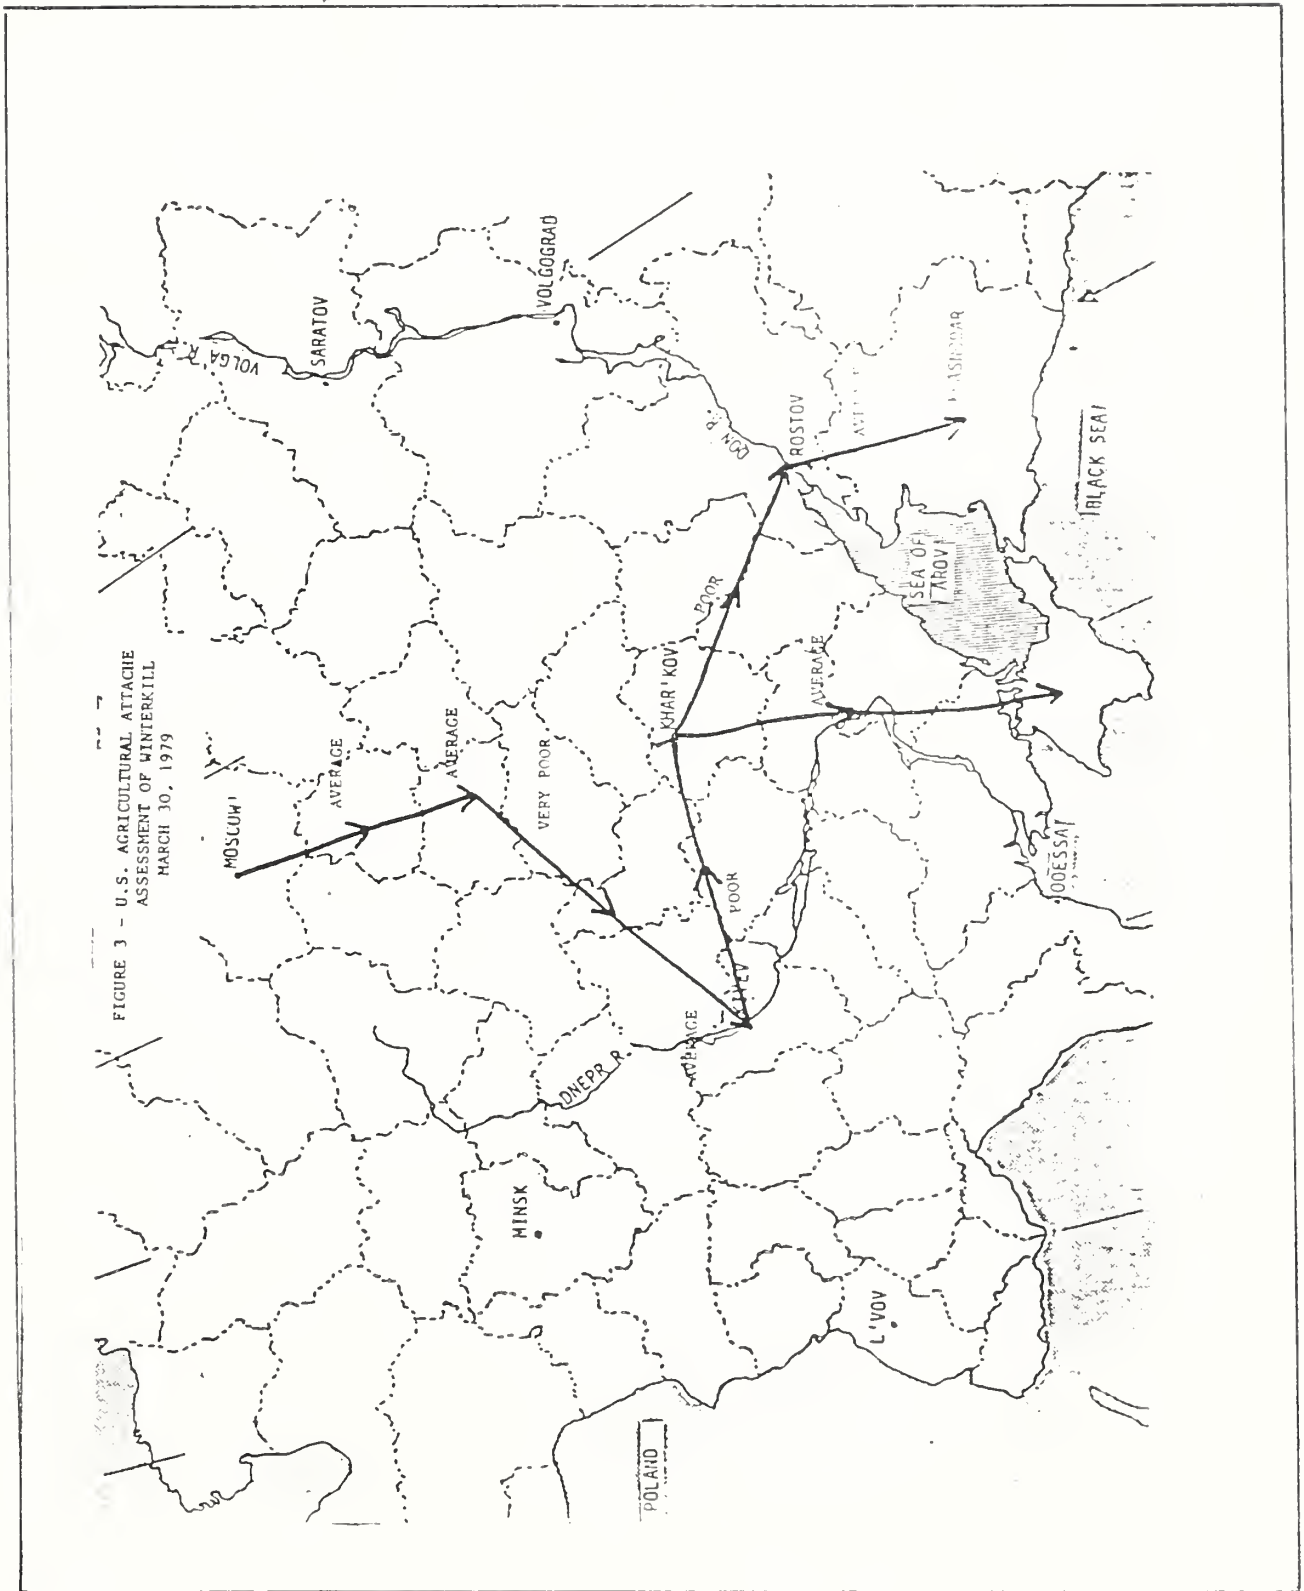 FIGURE 3 - U.S. AGRICULTURAL ATTACHE
ASSESSMENT OF WINTERKILL
MARCH 30, 1979
MOSCOW
AVERAGE
AVERAGE
VERY POOR
AVERAGE
POOR
KHAR'KOV
POOR
AVERAGE
VOLGA R.
SARATOV
VOLGOGRAD
DON R.
ROSTOV
SEA OF
BLACK SEA
ODESSA
DNEPR R
MINSK
L'VOV
POLAND